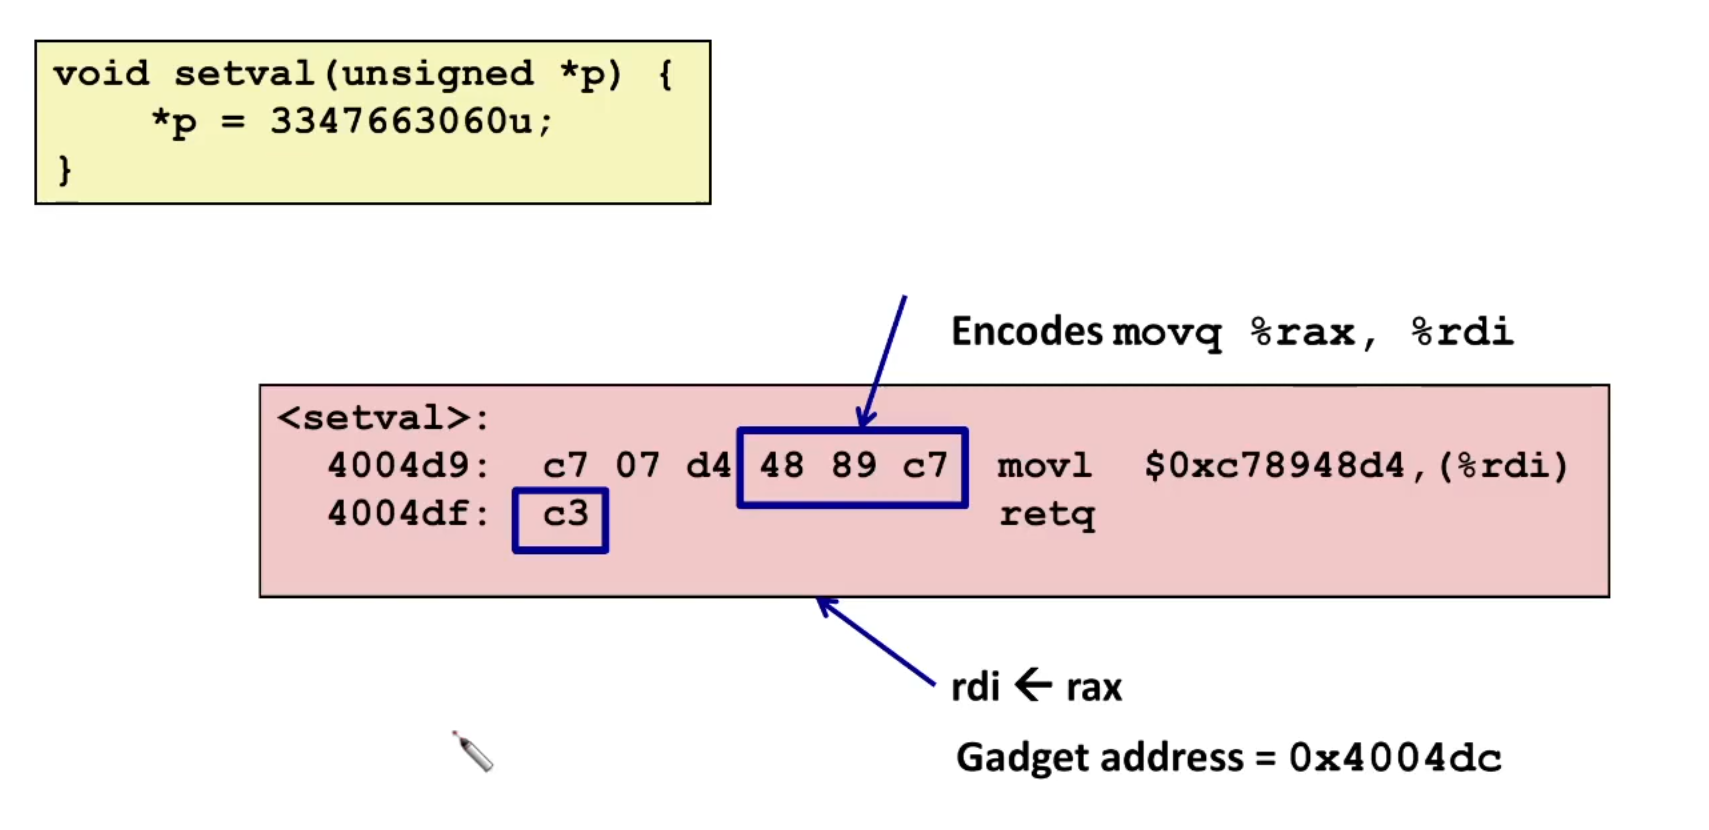 void setval(unsigned *p) {
*p = 3347663060u;
}
Encodes movq %rax, %rdi
<setval>:
4004d9: c7 07 d4 48 89 c7 movl $0xc78948d4,(%rdi)
4004df: c3 retq
rdi ← rax
Gadget address = 0x4004dc